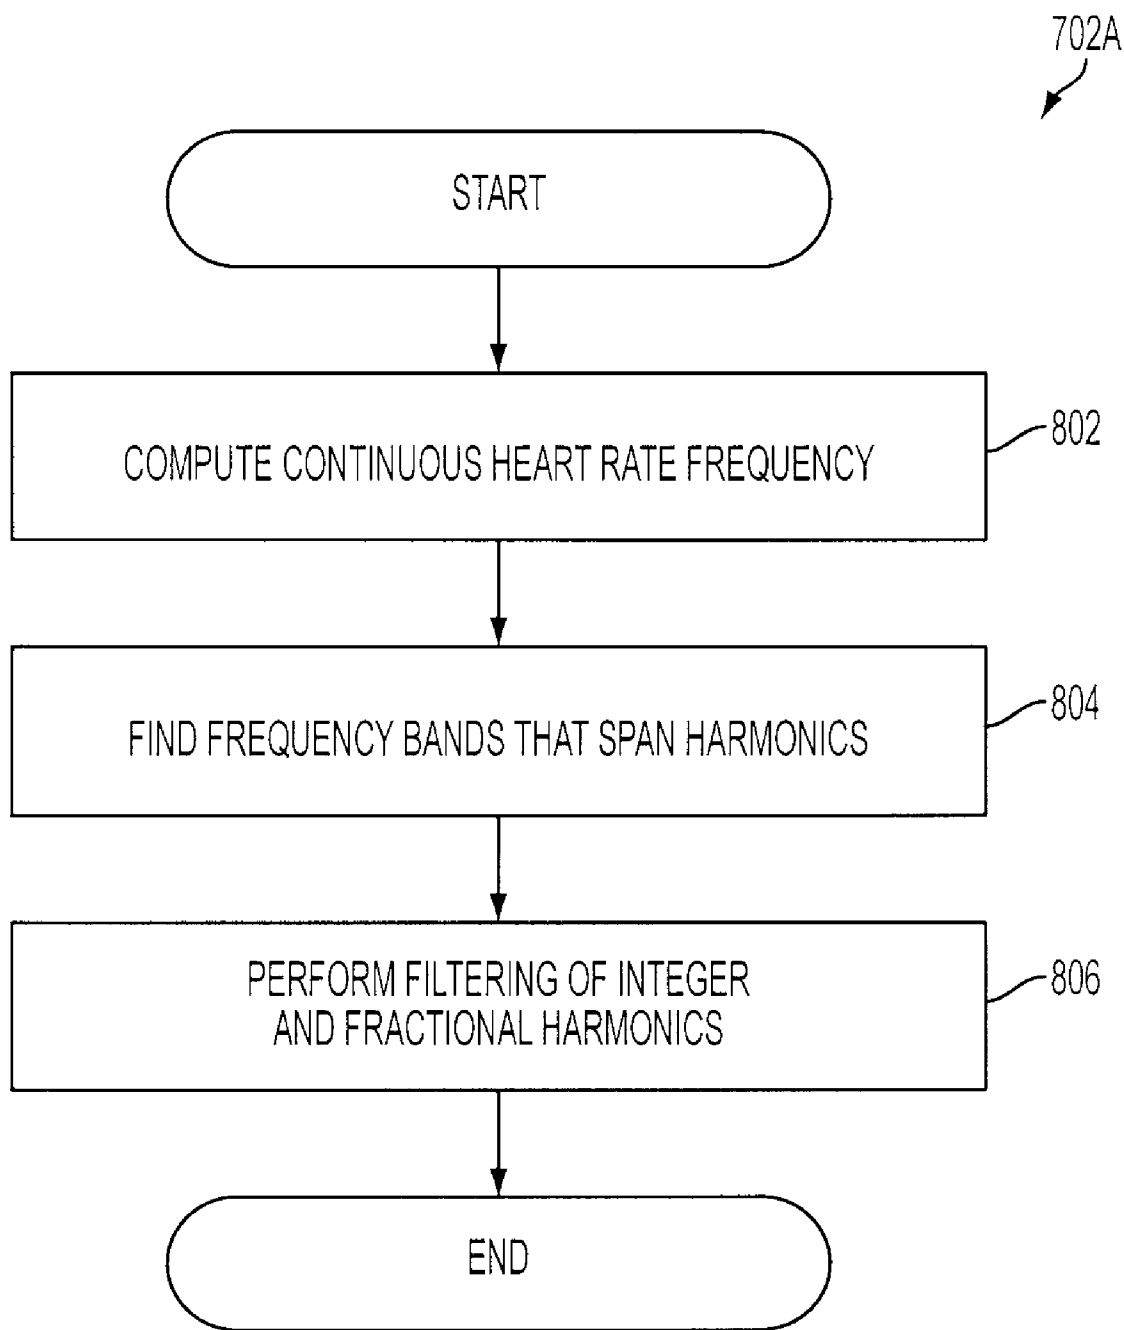 702A
START
COMPUTE CONTINUOUS HEART RATE FREQUENCY
802
FIND FREQUENCY BANDS THAT SPAN HARMONICS
804
PERFORM FILTERING OF INTEGER
AND FRACTIONAL HARMONICS
806
END